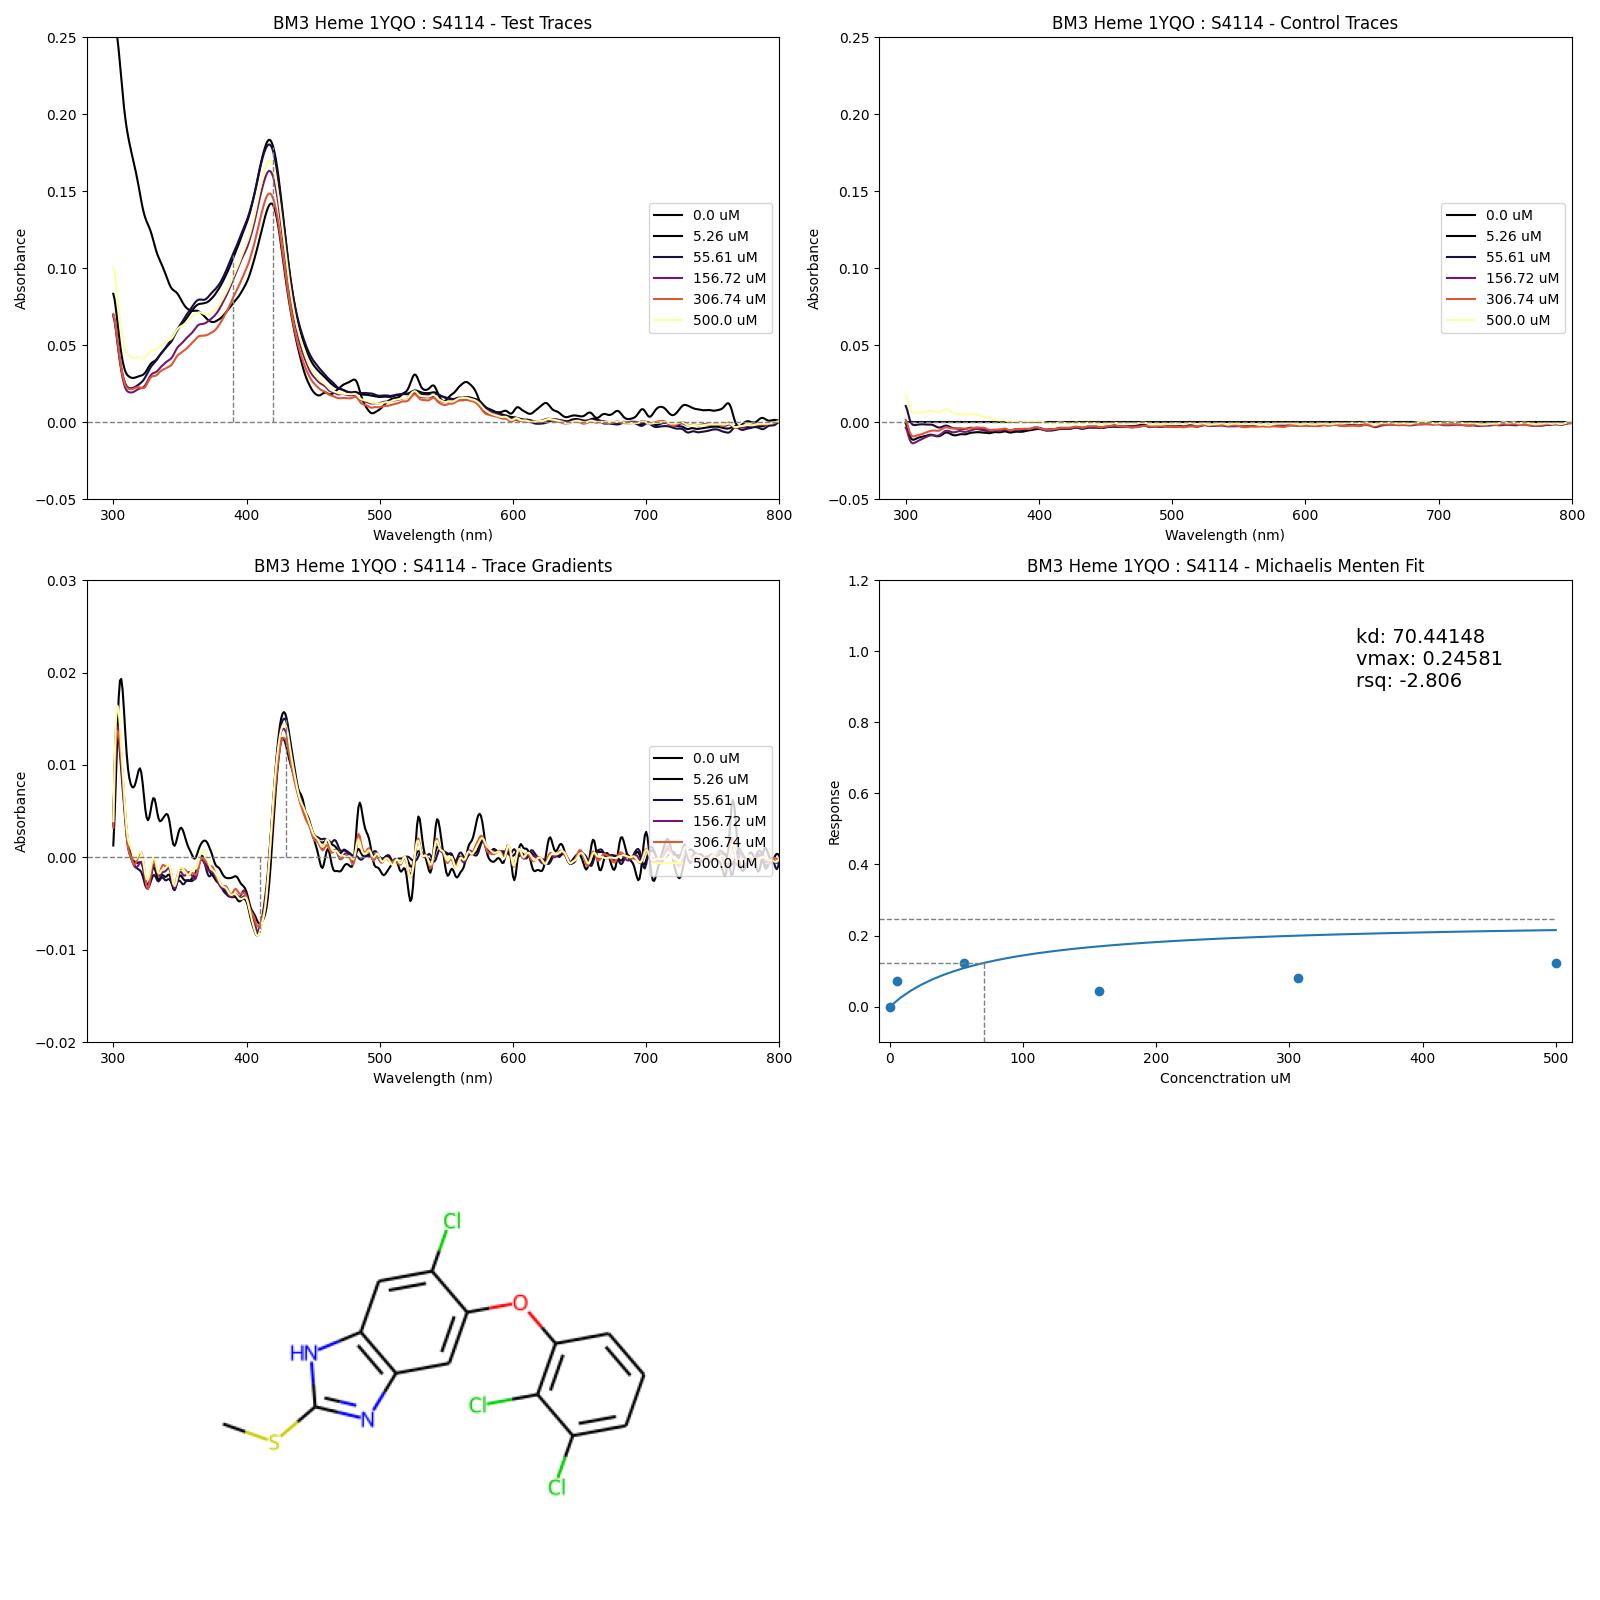 BM3 Heme 1YQO : S4114 - Test Traces
0.25
0.20
0.15
0.10
0.05
0.00
−0.05
Absorbance
0.0 uM
5.26 uM
55.61 uM
156.72 uM
306.74 uM
500.0 uM
300 400 500 600 700 800
Wavelength (nm)
BM3 Heme 1YQO : S4114 - Control Traces
0.25
0.20
0.15
0.10
0.05
0.00
−0.05
Absorbance
0.0 uM
5.26 uM
55.61 uM
156.72 uM
306.74 uM
500.0 uM
300 400 500 600 700 800
Wavelength (nm)
BM3 Heme 1YQO : S4114 - Trace Gradients
0.03
0.02
0.01
0.00
−0.01
−0.02
Absorbance
0.0 uM
5.26 uM
55.61 uM
156.72 uM
306.74 uM
500.0 uM
300 400 500 600 700 800
Wavelength (nm)
BM3 Heme 1YQO : S4114 - Michaelis Menten Fit
1.2
1.0
0.8
0.6
0.4
0.2
0.0
Response
kd: 70.44148
vmax: 0.24581
rsq: -2.806
0 100 200 300 400 500
Concenctration uM
Cl
O
HN
Cl
N
S
Cl